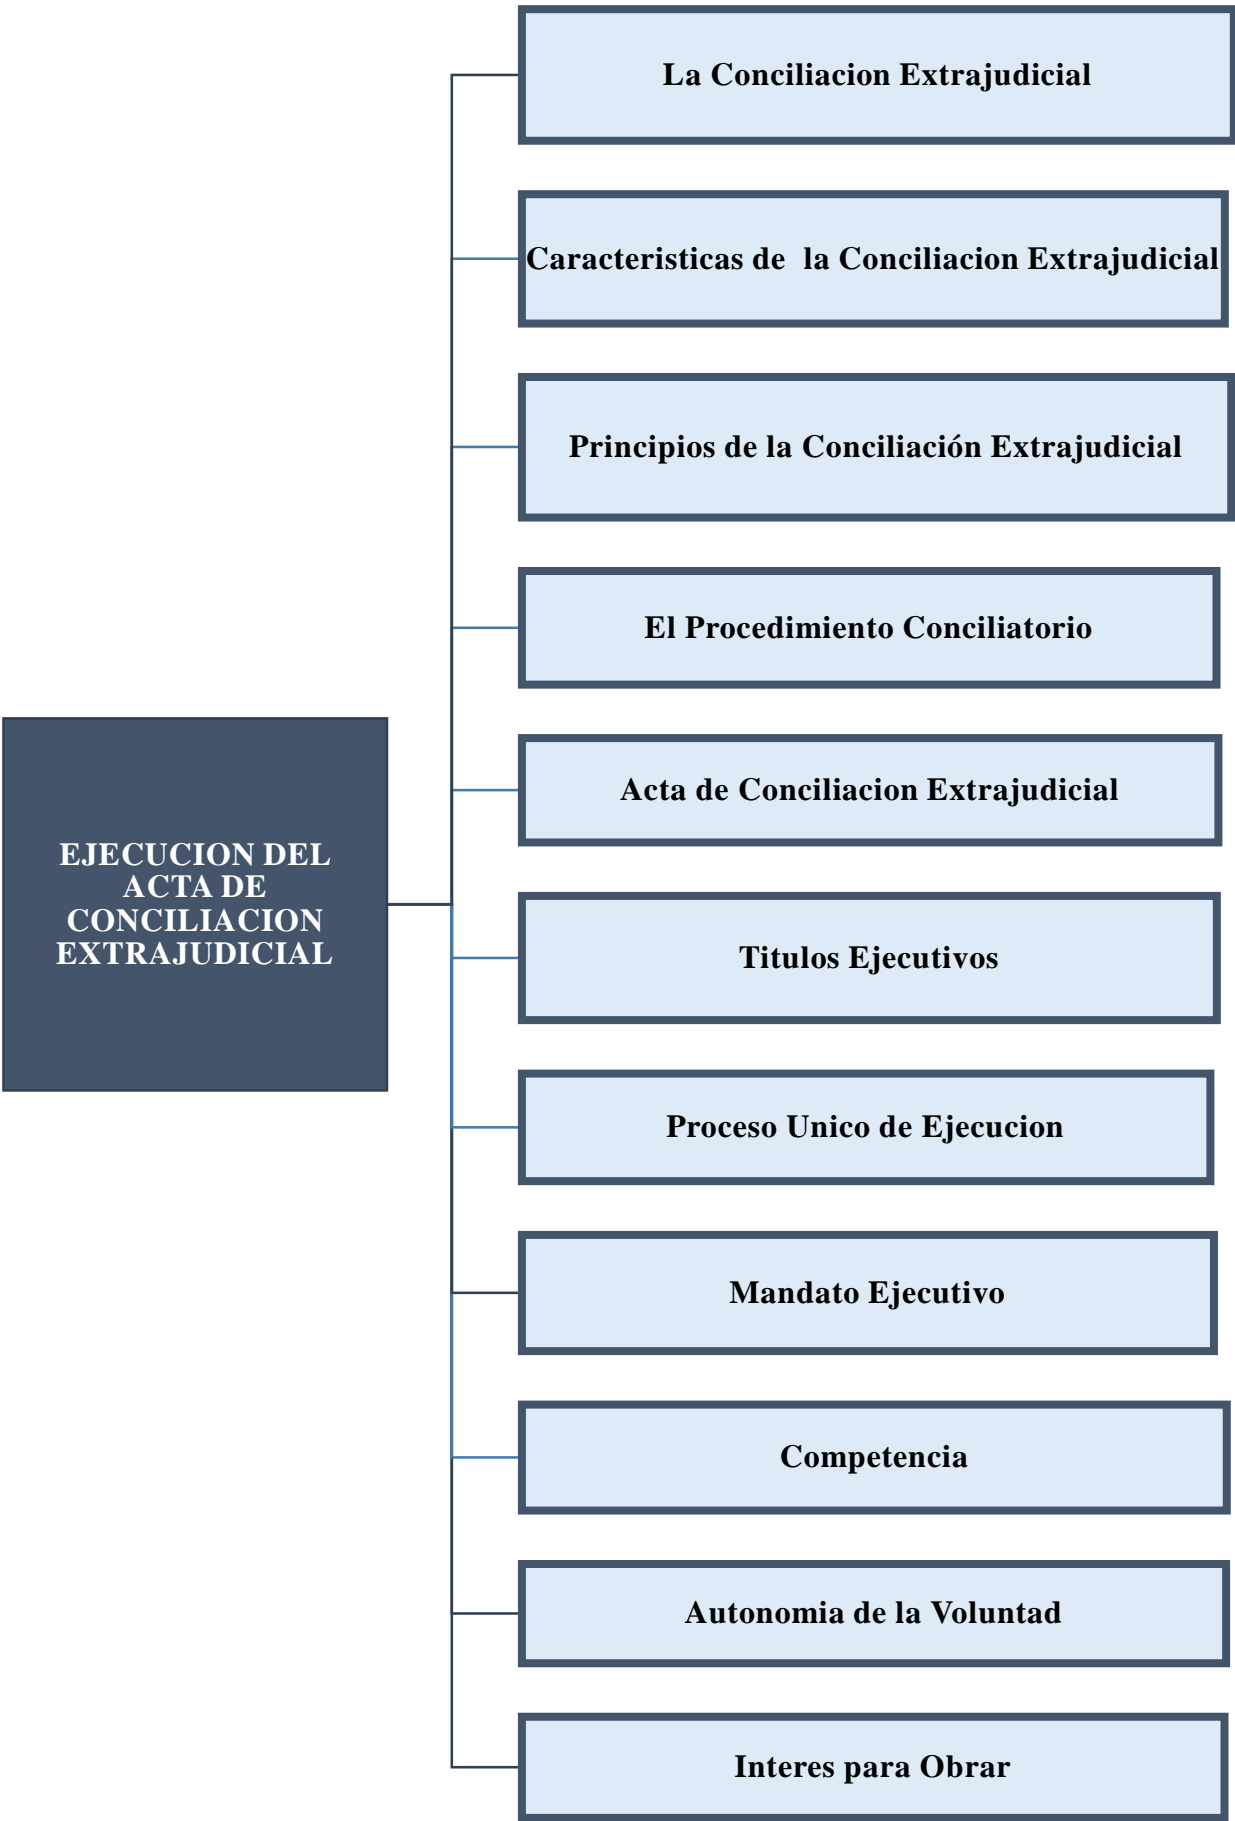 La Conciliacion Extrajudicial
Caracteristicas de  la Conciliacion Extrajudicial
Principios de la Conciliación Extrajudicial
El Procedimiento Conciliatorio
Acta de Conciliacion Extrajudicial
EJECUCION DEL
ACTA DE
CONCILIACION
EXTRAJUDICIAL
Titulos Ejecutivos
Proceso Unico de Ejecucion
Mandato Ejecutivo
Competencia
Autonomia de la Voluntad
Interes para Obrar